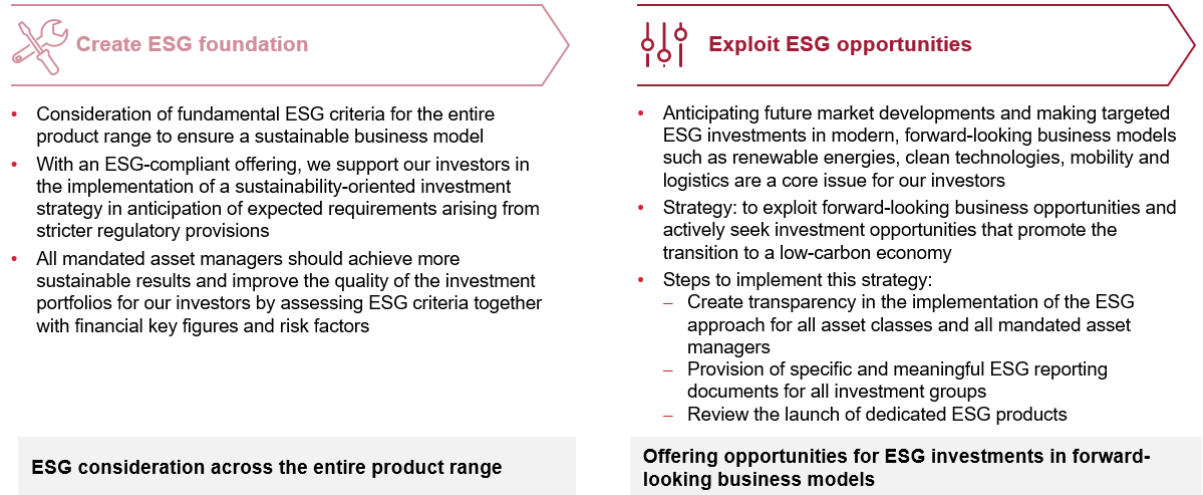 Create ESG foundation
• Consideration of fundamental ESG criteria for the entire
product range to ensure a sustainable business model
• With an ESG-compliant offering, we support our investors in
the implementation of a sustainability-oriented investment
strategy in anticipation of expected requirements arising from
stricter regulatory provisions
• All mandated asset managers should achieve more
sustainable results and improve the quality of the investment
portfolios for our investors by assessing ESG criteria together
with financial key figures and risk factors
ESG consideration across the entire product range
Exploit ESG opportunities
• Anticipating future market developments and making targeted
ESG investments in modern, forward-looking business models
such as renewable energies, clean technologies, mobility and
logistics are a core issue for our investors
• Strategy: to exploit forward-looking business opportunities and
actively seek investment opportunities that promote the
transition to a low-carbon economy
• Steps to implement this strategy:
– Create transparency in the implementation of the ESG
approach for all asset classes and all mandated asset
managers
– Provision of specific and meaningful ESG reporting
documents for all investment groups
– Review the launch of dedicated ESG products
Offering opportunities for ESG investments in forward-
looking business models